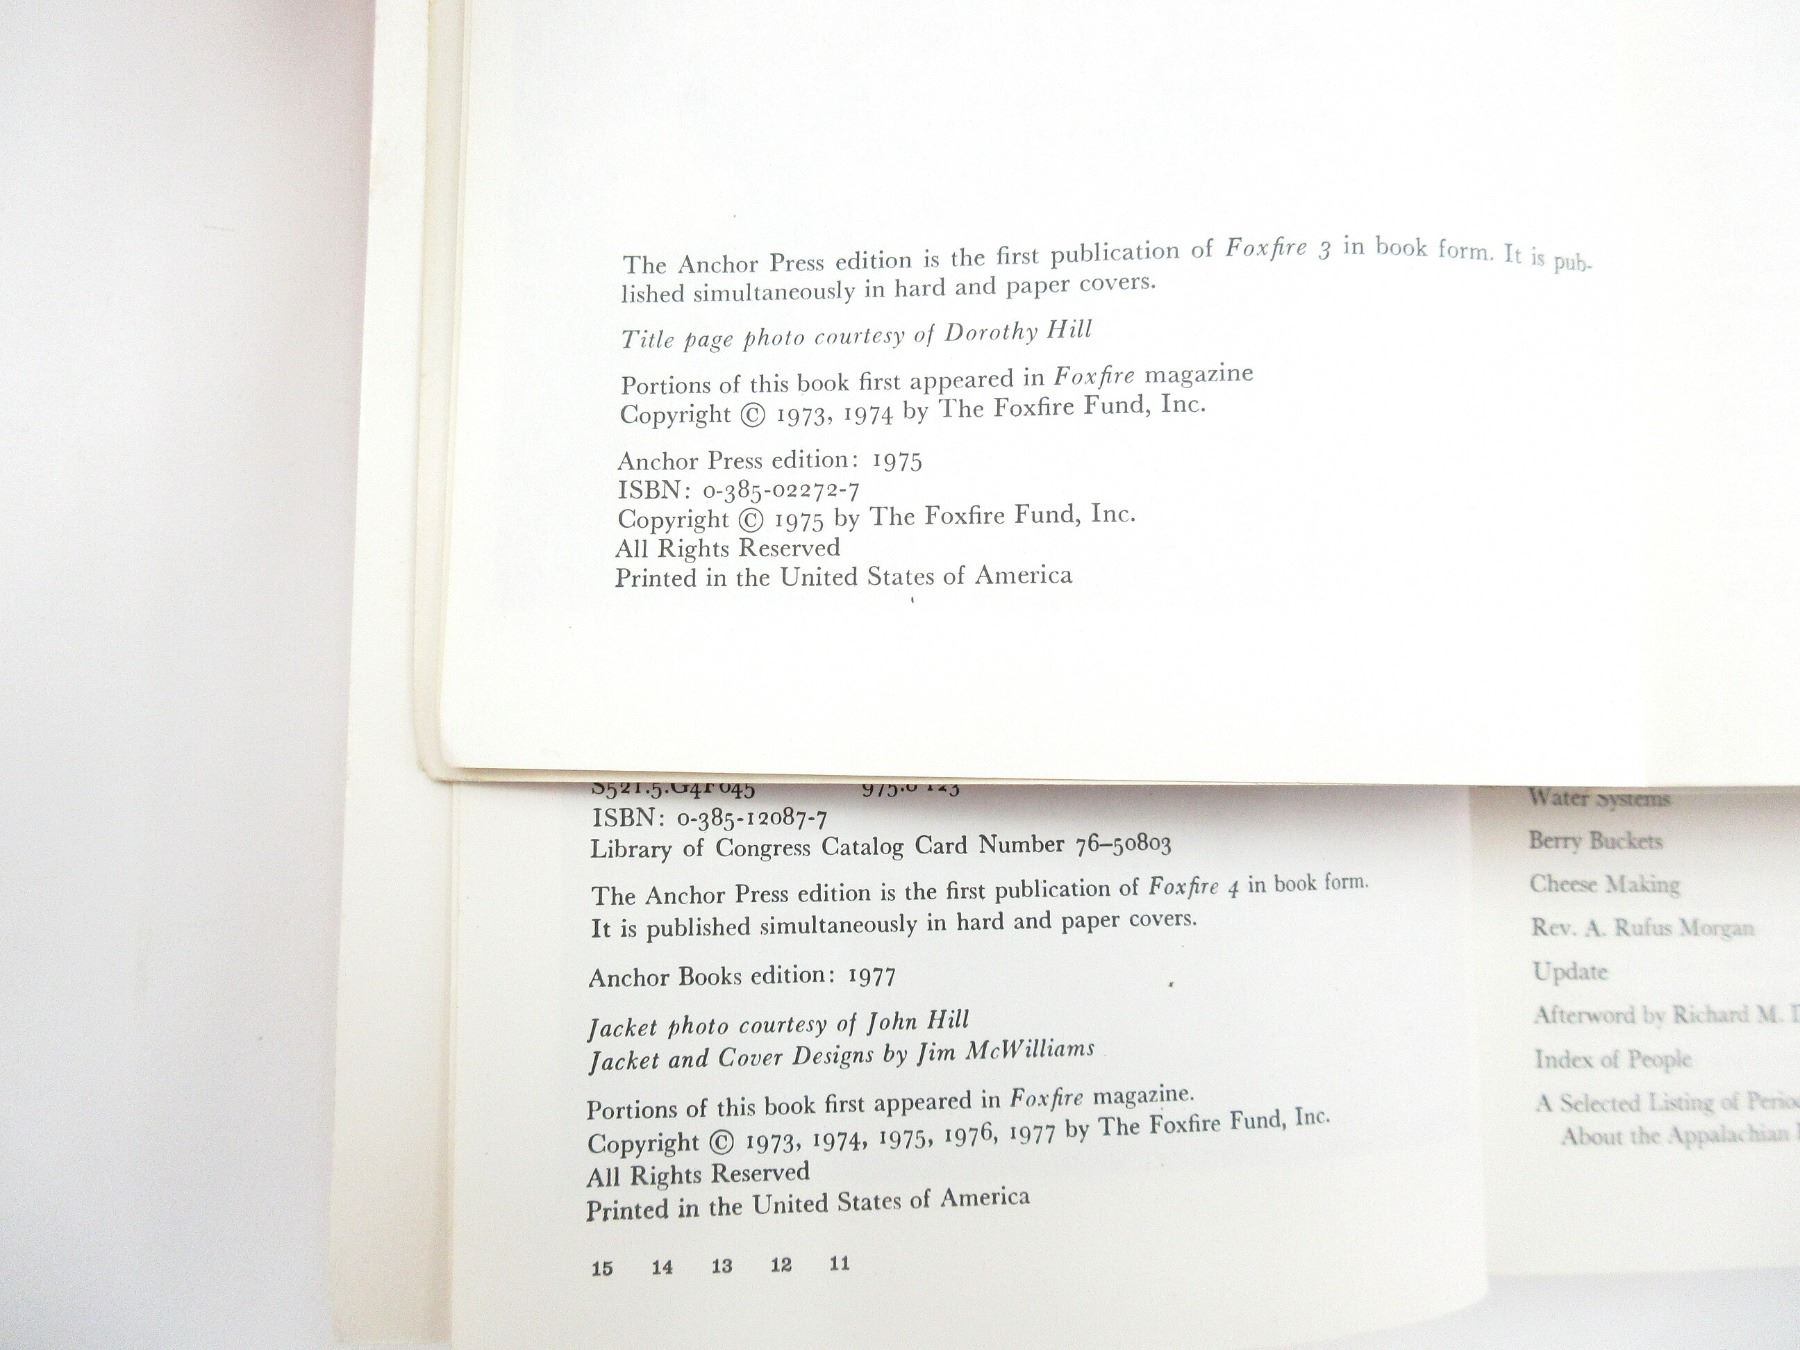 The Anchor Press edition is the first publication of Foxfire 3 in book form. It is pub-
lished simultaneously in hard and paper covers.
Title page photo courtesy of Dorothy Hill
Portions of this book first appeared in Foxfire magazine
Copyright © 1973, 1974 by The Foxfire Fund, Inc.
Anchor Press edition: 1975
ISBN: 0-385-02272-7
Copyright © 1975 by The Foxfire Fund, Inc.
All Rights Reserved
Printed in the United States of America
ISBN: 0-385-12087-7
Library of Congress Catalog Card Number 76–50803
The Anchor Press edition is the first publication of Foxfire 4 in book form.
It is published simultaneously in hard and paper covers.
Anchor Books edition: 1977
Jacket photo courtesy of John Hill
Jacket and Cover Designs by Jim McWilliams
Portions of this book first appeared in Foxfire magazine.
Copyright © 1973, 1974, 1975, 1976, 1977 by The Foxfire Fund, Inc.
All Rights Reserved
Printed in the United States of America
15 14 13 12 11
Water Systems
Berry Buckets
Cheese Making
Rev. A. Rufus Morgan
Update
Afterword by Richard M.
Index of People
A Selected Listing of
About the Appalachian